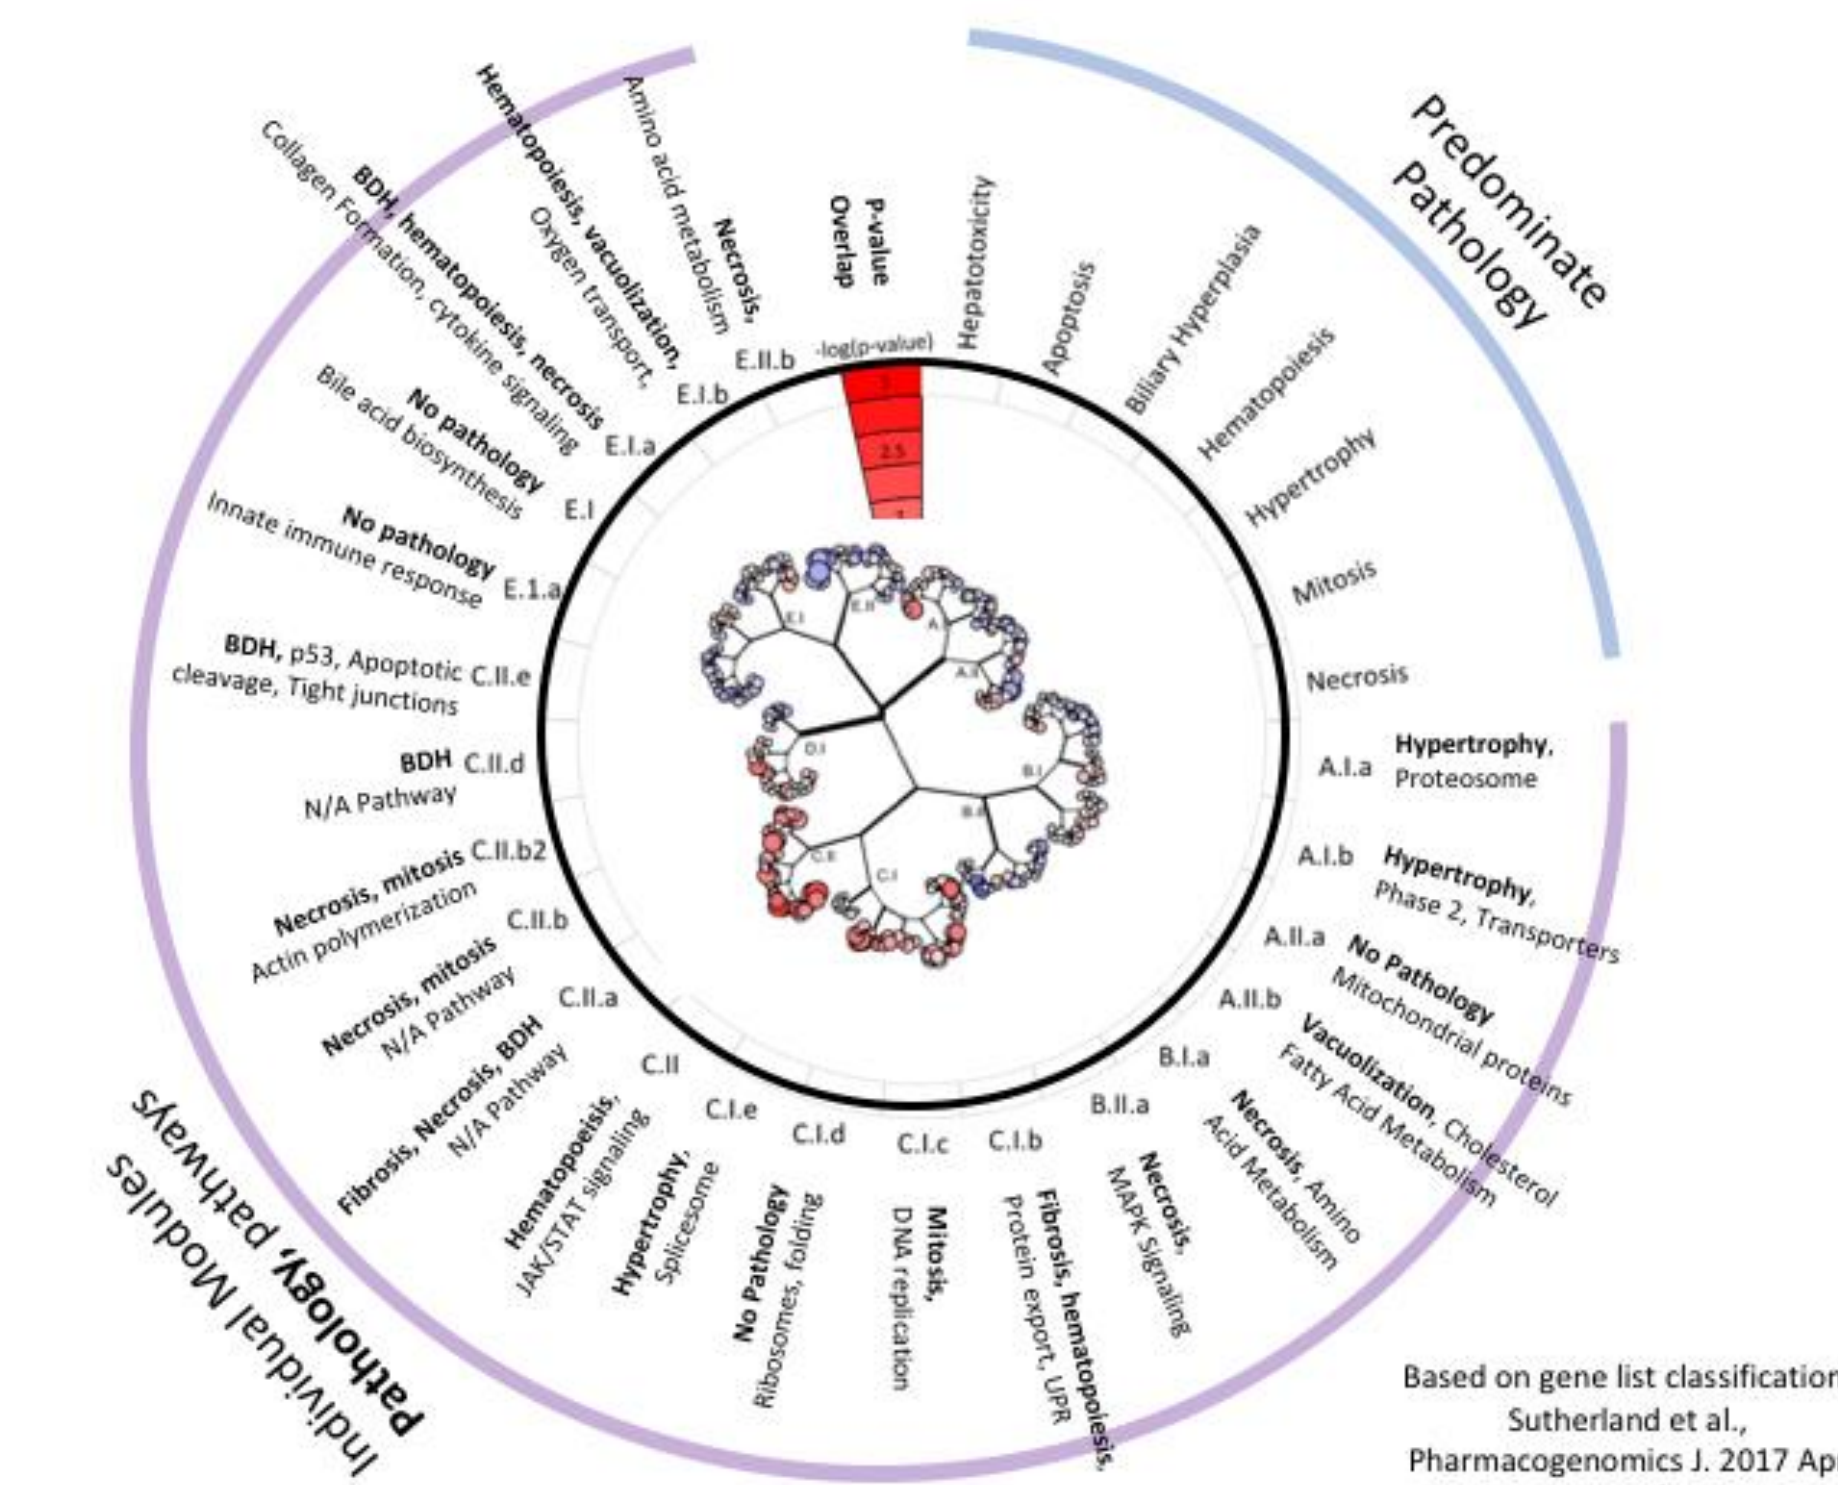 P-value
Overlap
-log(p-value)
2.5
Hepatotoxicity
Apoptosis
Biliary Hyperplasia
Hematopoiesis
Hypertrophy
Mitosis
Necrosis
Predominate
Pathology
A.I.a
Hypertrophy,
Proteosome
A.I.b
Hypertrophy,
Phase 2, Transporters
A.II.a
No Pathology
Mitochondrial proteins
A.II.b
Vacuolization, Cholesterol
Fatty Acid Metabolism
B.I.a
Necrosis, Amino
Acid Metabolism
B.II.a
Necrosis,
MAPK Signaling
C.I.b
Fibrosis, hematopoiesis,
Protein export, UPR
C.I.c
Mitosis,
DNA replication
C.I.d
No Pathology
Ribosomes, folding
C.I.e
Hypertrophy,
Splicesome
C.II
Hematopoeisis,
JAK/STAT signaling
C.II.a
Fibrosis, Necrosis, BDH
N/A Pathway
C.II.b
Necrosis, mitosis
N/A Pathway
C.II.b2
Necrosis, mitosis
Actin polymerization
C.II.d
BDH
N/A Pathway
C.II.e
BDH, p53, Apoptotic
cleavage, Tight junctions
E.1.a
No pathology
Innate immune response
E.I
No pathology
Bile acid biosynthesis
E.I.a
BDH, hematopoiesis, necrosis
Collagen Formation, cytokine signaling
E.I.b
Hematopoiesis, vacuolization,
Oxygen transport,
E.II.b
Necrosis,
Amino acid metabolism
Individual Modules
Pathology, pathways
E.I
E.II
A.II
D.I
B.I
C.II
C.I
Based on gene list classification
Sutherland et al.,
Pharmacogenomics J. 2017 Ap